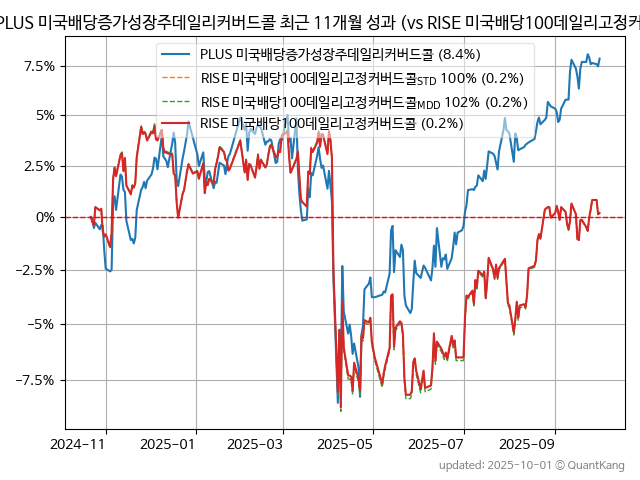 PLUS 미국배당증가성장주데일리커버드콜 최근 11개월 성과 (vs RISE 미국배당100데일리고정커
PLUS 미국배당증가성장주데일리커버드콜 (8.4%)
RISE 미국배당100데일리고정커버드콜STD 100% (0.2%)
RISE 미국배당100데일리고정커버드콜MDD 102% (0.2%)
RISE 미국배당100데일리고정커버드콜 (0.2%)
7.5%
5%
2.5%
0%
−2.5%
−5%
−7.5%
2024−11 2025−01 2025−03 2025−05 2025−07 2025−09
updated: 2025-10-01 © QuantKang